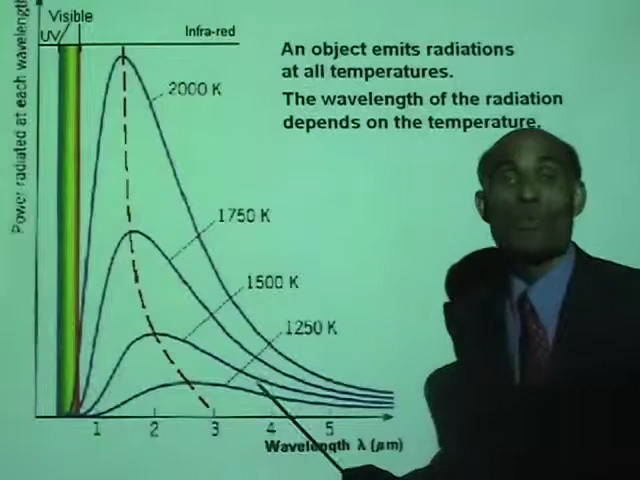 Visible
UV
Infra-red
Power radiated at each wavelength
An object emits radiations
at all temperatures.
The wavelength of the radiation
depends on the temperature.
2000 K
1750 K
1500 K
1250 K
1 2 3 4 5
Wavelength λ (μm)